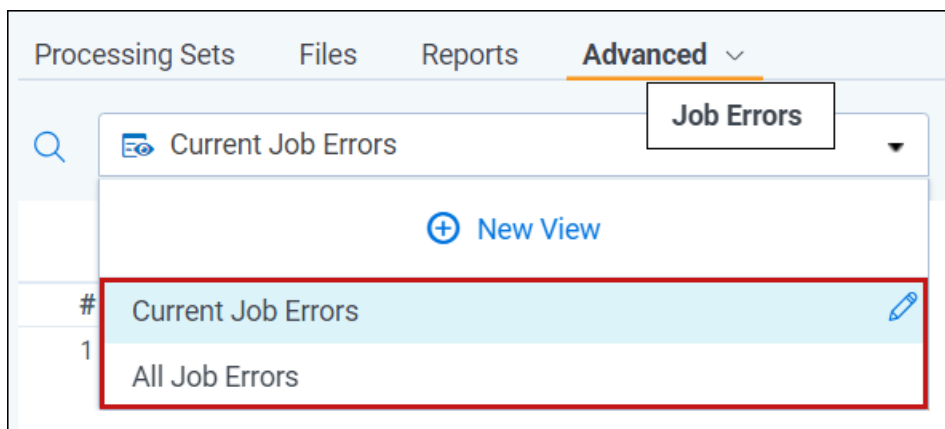 Processing Sets Files Reports Advanced
Job Errors
Current Job Errors
New View
#
Current Job Errors
1
All Job Errors